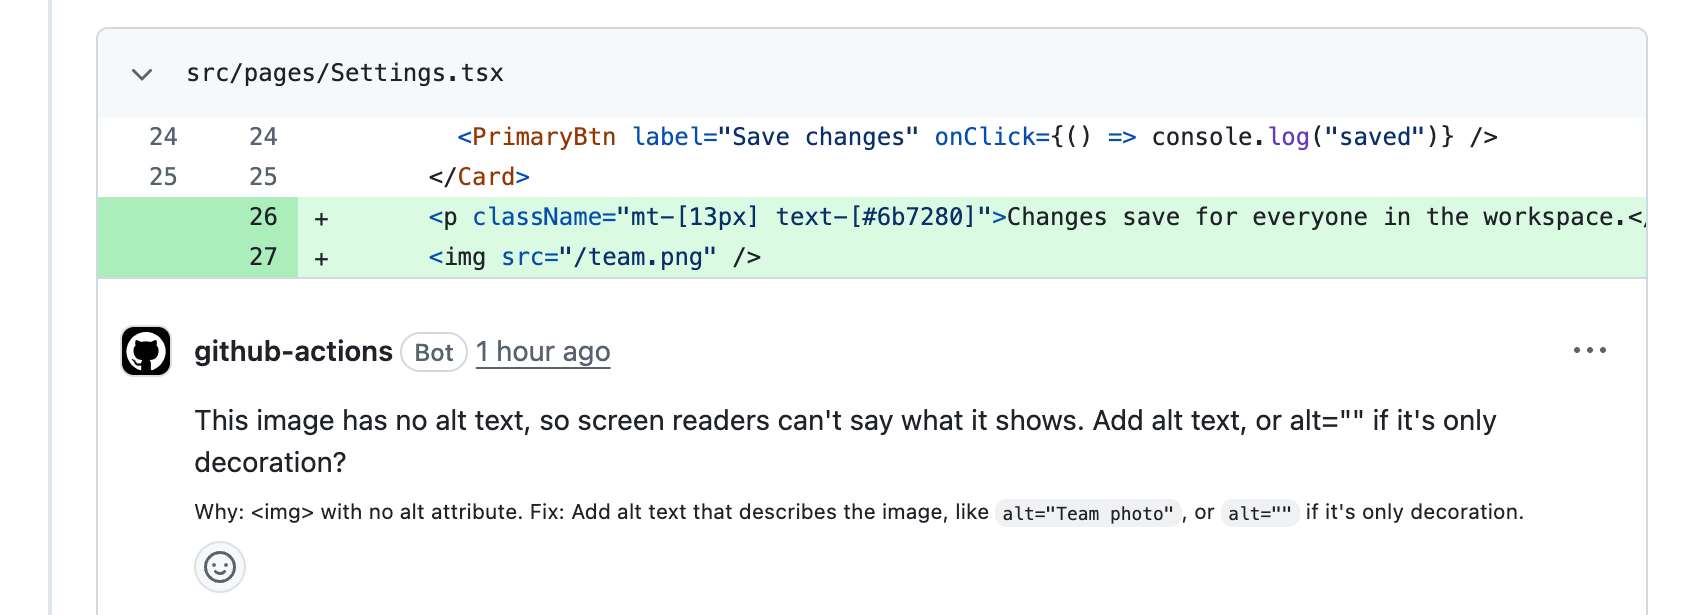 src/pages/Settings.tsx
24 24 <PrimaryBtn label="Save changes" onClick={() => console.log("saved")} />
25 25 </Card>
26 + <p className="mt-[13px] text-[#6b7280]">Changes save for everyone in the workspace.<
27 + <img src="/team.png" />
github-actions Bot 1 hour ago
This image has no alt text, so screen readers can't say what it shows. Add alt text, or alt="" if it's only
decoration?
Why: <img> with no alt attribute. Fix: Add alt text that describes the image, like alt="Team photo", or alt="" if it's only decoration.